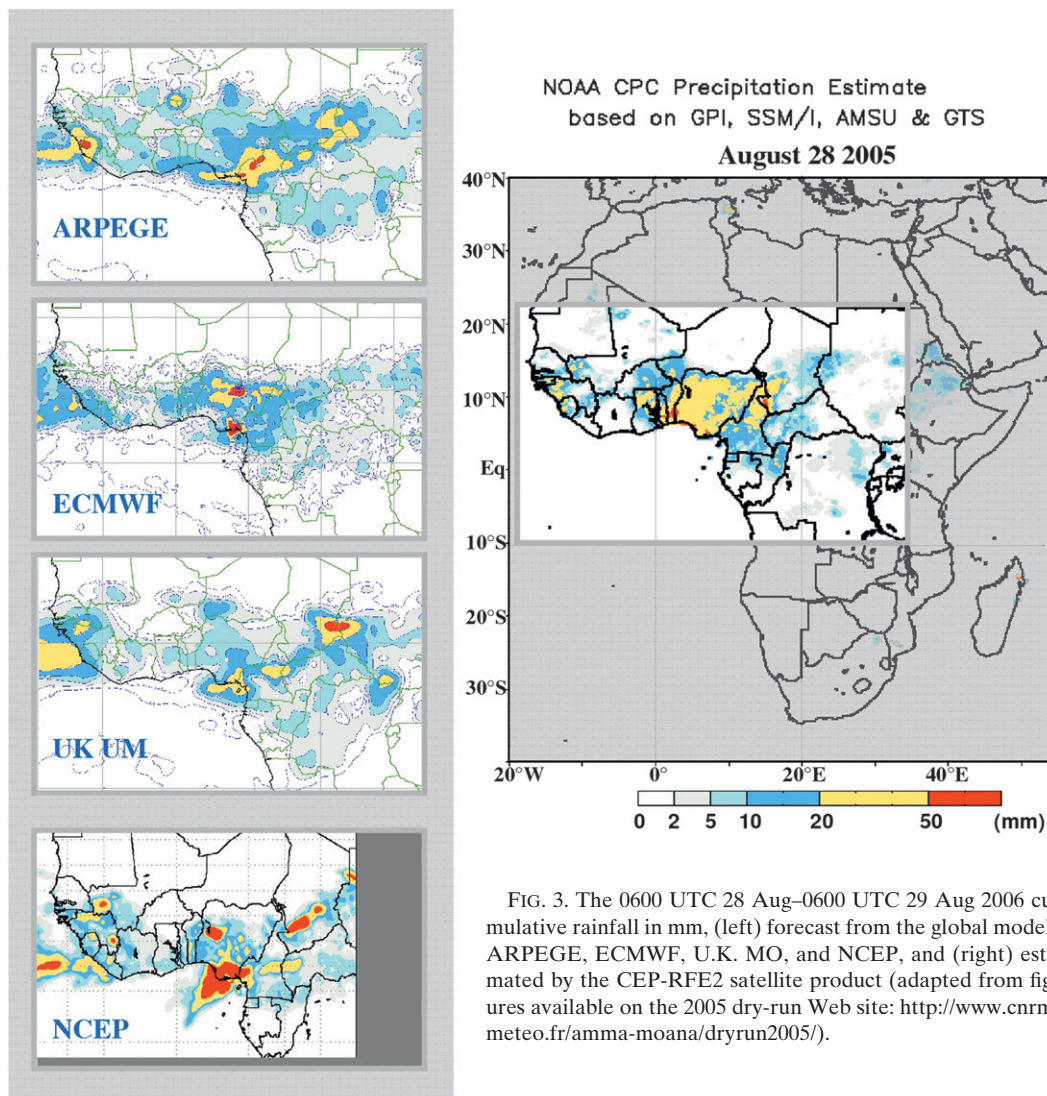 ARPEGE
ECMWF
UK UM
NCEP
NOAA CPC Precipitation Estimate
based on GPI, SSM/I, AMSU & GTS
August 28 2005
40°N
30°N
20°N
10°N
Eq
10°S
20°S
30°S
20°W 0° 20°E 40°E
0 2 5 10 20 50 (mm)
FIG. 3. The 0600 UTC 28 Aug–0600 UTC 29 Aug 2006 cu
mulative rainfall in mm, (left) forecast from the global model
ARPEGE, ECMWF, U.K. MO, and NCEP, and (right) est
mated by the CEP-RFE2 satellite product (adapted from fig
ures available on the 2005 dry-run Web site: http://www.cnrm
meteo.fr/amma-moana/dryrun2005/).